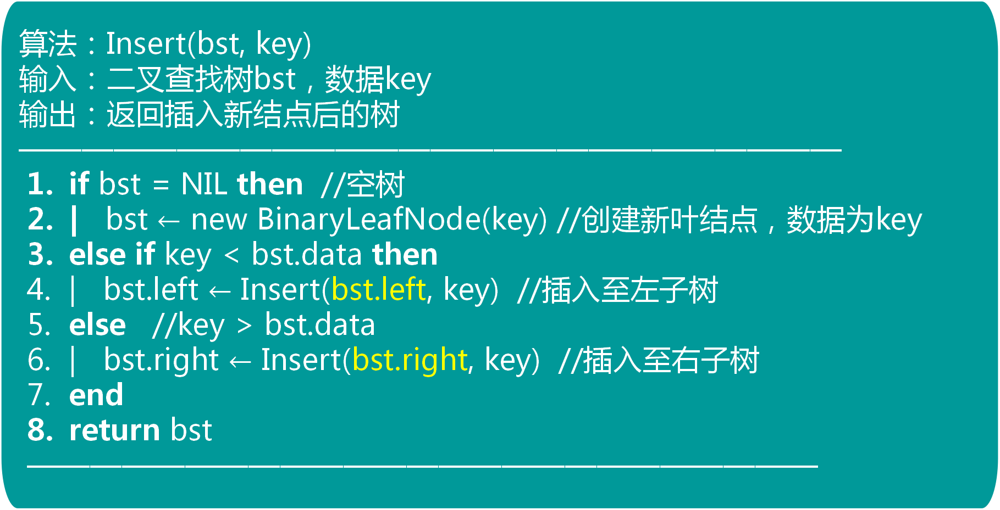 算法：Insert(bst, key)
输入：二叉查找树bst，数据key
输出：返回插入新结点后的树
1. if bst = NIL then //空树
2. | bst ← new BinaryLeafNode(key) //创建新叶结点，数据为key
3. else if key < bst.data then
4. | bst.left ← Insert(bst.left, key) //插入至左子树
5. else //key > bst.data
6. | bst.right ← Insert(bst.right, key) //插入至右子树
7. end
8. return bst